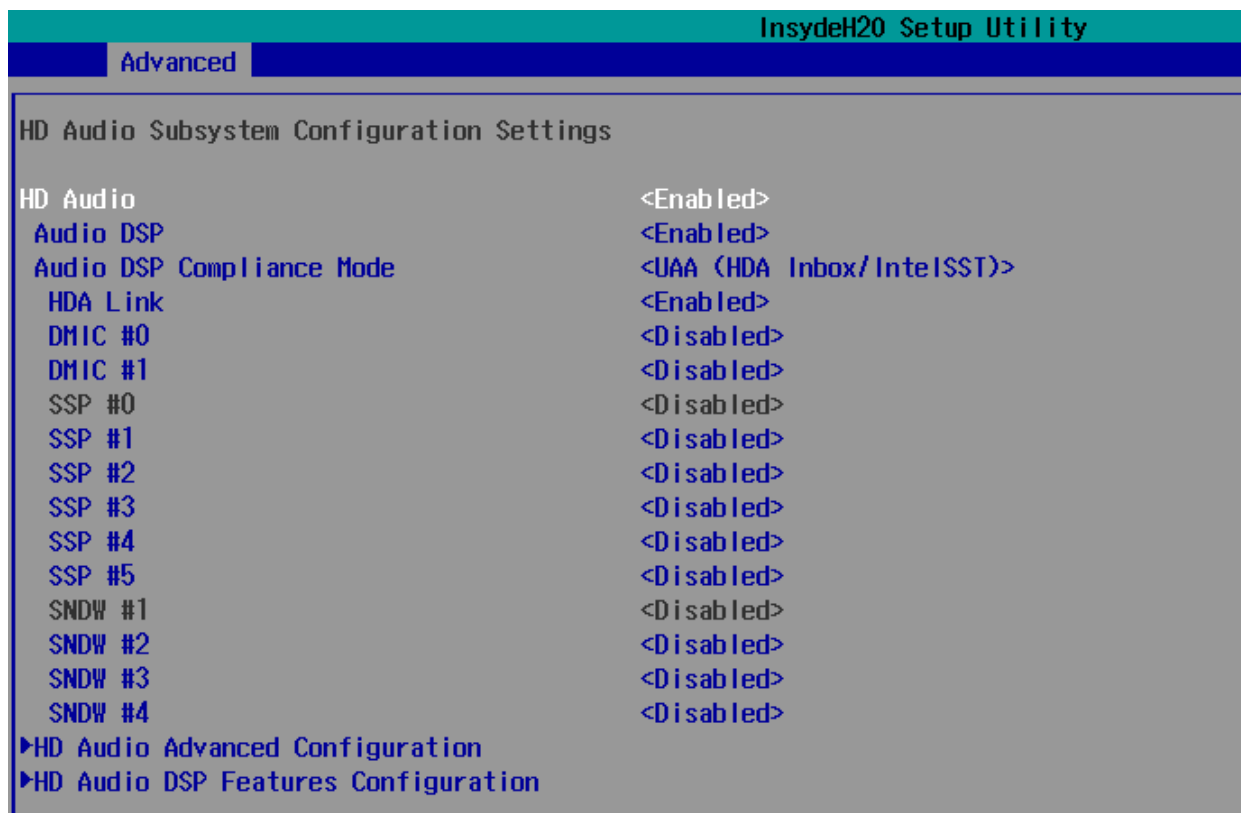 InsydeH20 Setup Utility
Advanced
HD Audio Subsystem Configuration Settings
HD Audio <Enabled>
Audio DSP <Enabled>
Audio DSP Compliance Mode <UAA (HDA Inbox/IntelSST)>
HDA Link <Enabled>
DMIC #0 <Disabled>
DMIC #1 <Disabled>
SSP #0 <Disabled>
SSP #1 <Disabled>
SSP #2 <Disabled>
SSP #3 <Disabled>
SSP #4 <Disabled>
SSP #5 <Disabled>
SNDW #1 <Disabled>
SNDW #2 <Disabled>
SNDW #3 <Disabled>
SNDW #4 <Disabled>
▶HD Audio Advanced Configuration
▶HD Audio DSP Features Configuration